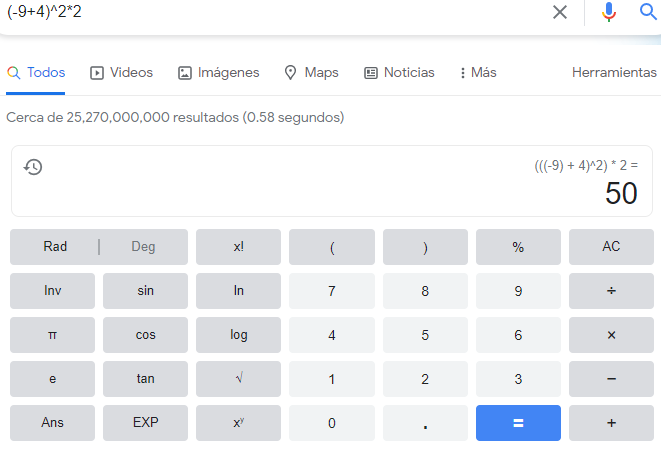 (-9+4)^2*2
Todos Videos Imágenes Maps Noticias Más Herramientas
Cerca de 25,270,000,000 resultados (0.58 segundos)
(((-9) + 4)^2) * 2 =
50
Rad | Deg x! ( ) % AC
Inv sin ln 7 8 9 ÷
π cos log 4 5 6 ×
e tan √ 1 2 3 −
Ans EXP xʸ 0 . = +